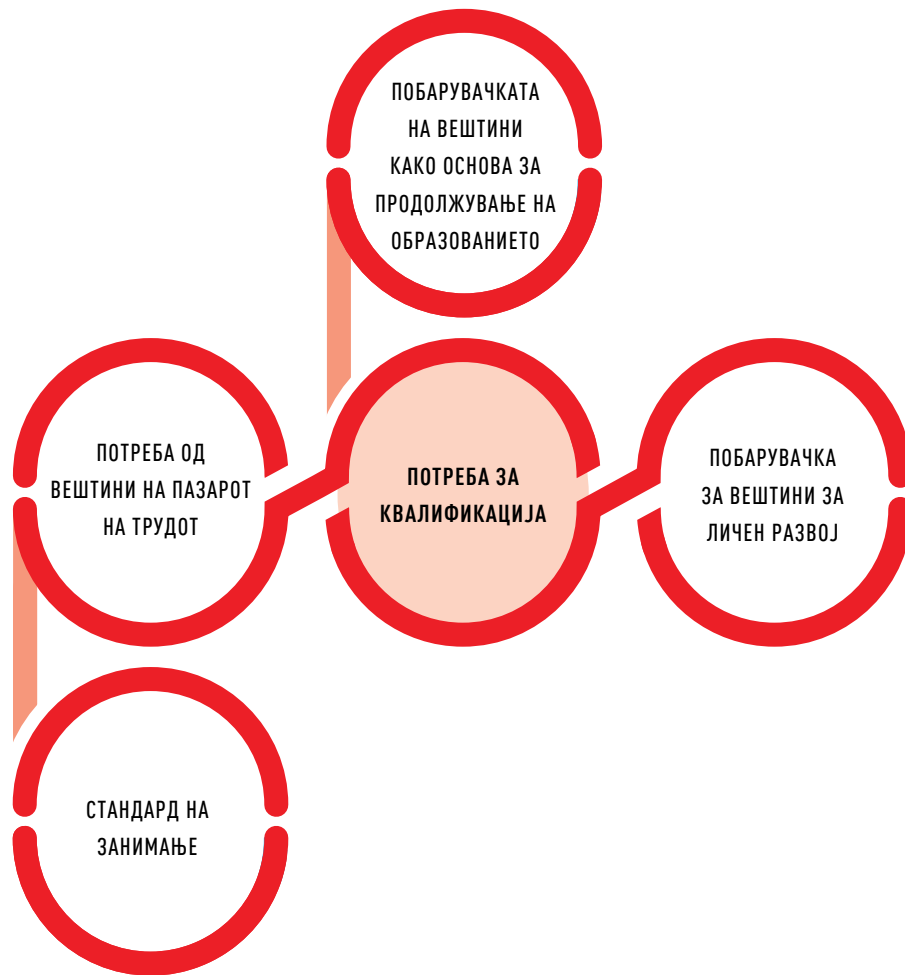 ПОБАРУВАЧКАТА
НА ВЕШТИНИ
КАКО ОСНОВА ЗА
ПРОДОЛЖУВАЊЕ НА
ОБРАЗОВАНИЕТО
ПОТРЕБА ОД
ВЕШТИНИ НА ПАЗАРОТ
НА ТРУДОТ
ПОТРЕБА ЗА
КВАЛИФИКАЦИЈА
ПОБАРУВАЧКА
ЗА ВЕШТИНИ ЗА
ЛИЧЕН РАЗВОЈ
СТАНДАРД НА
ЗАНИМАЊЕ